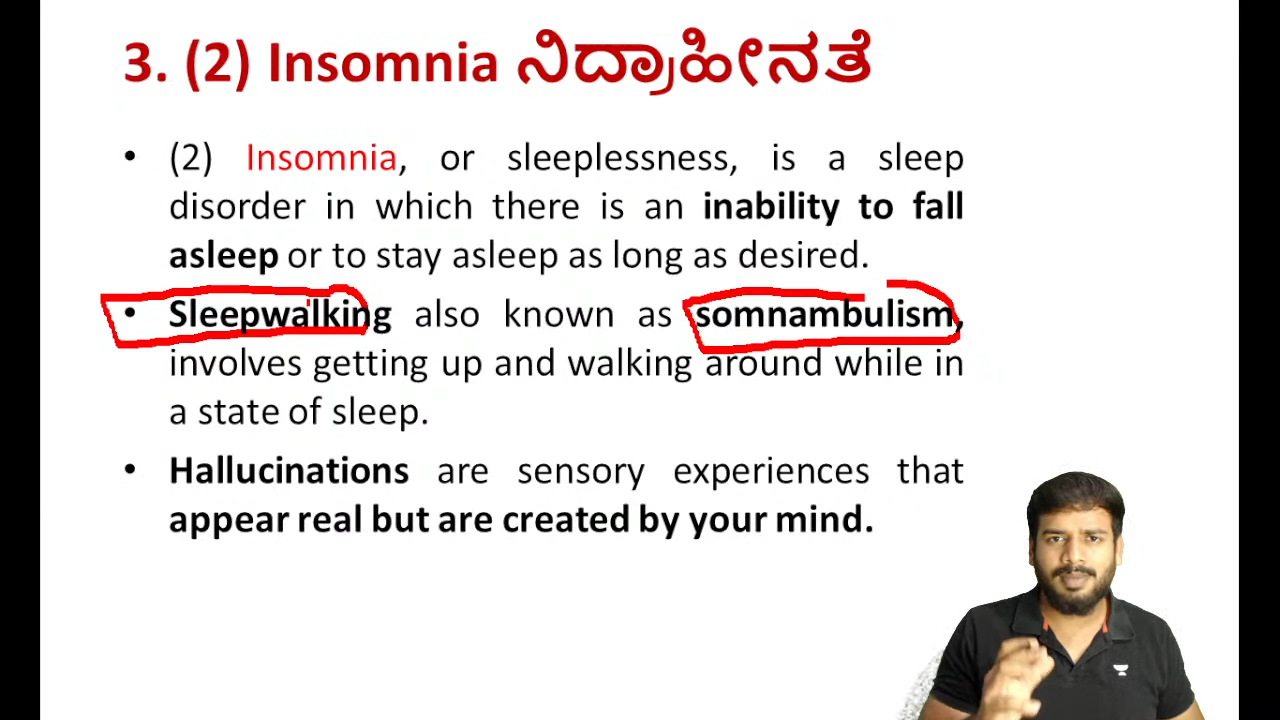 3. (2) Insomnia ನಿದ್ರಾಹೀನತೆ
• (2) Insomnia, or sleeplessness, is a sleep
disorder in which there is an inability to fall
asleep or to stay asleep as long as desired.
• Sleepwalking also known as somnambulism,
involves getting up and walking around while in
a state of sleep.
• Hallucinations are sensory experiences that
appear real but are created by your mind.